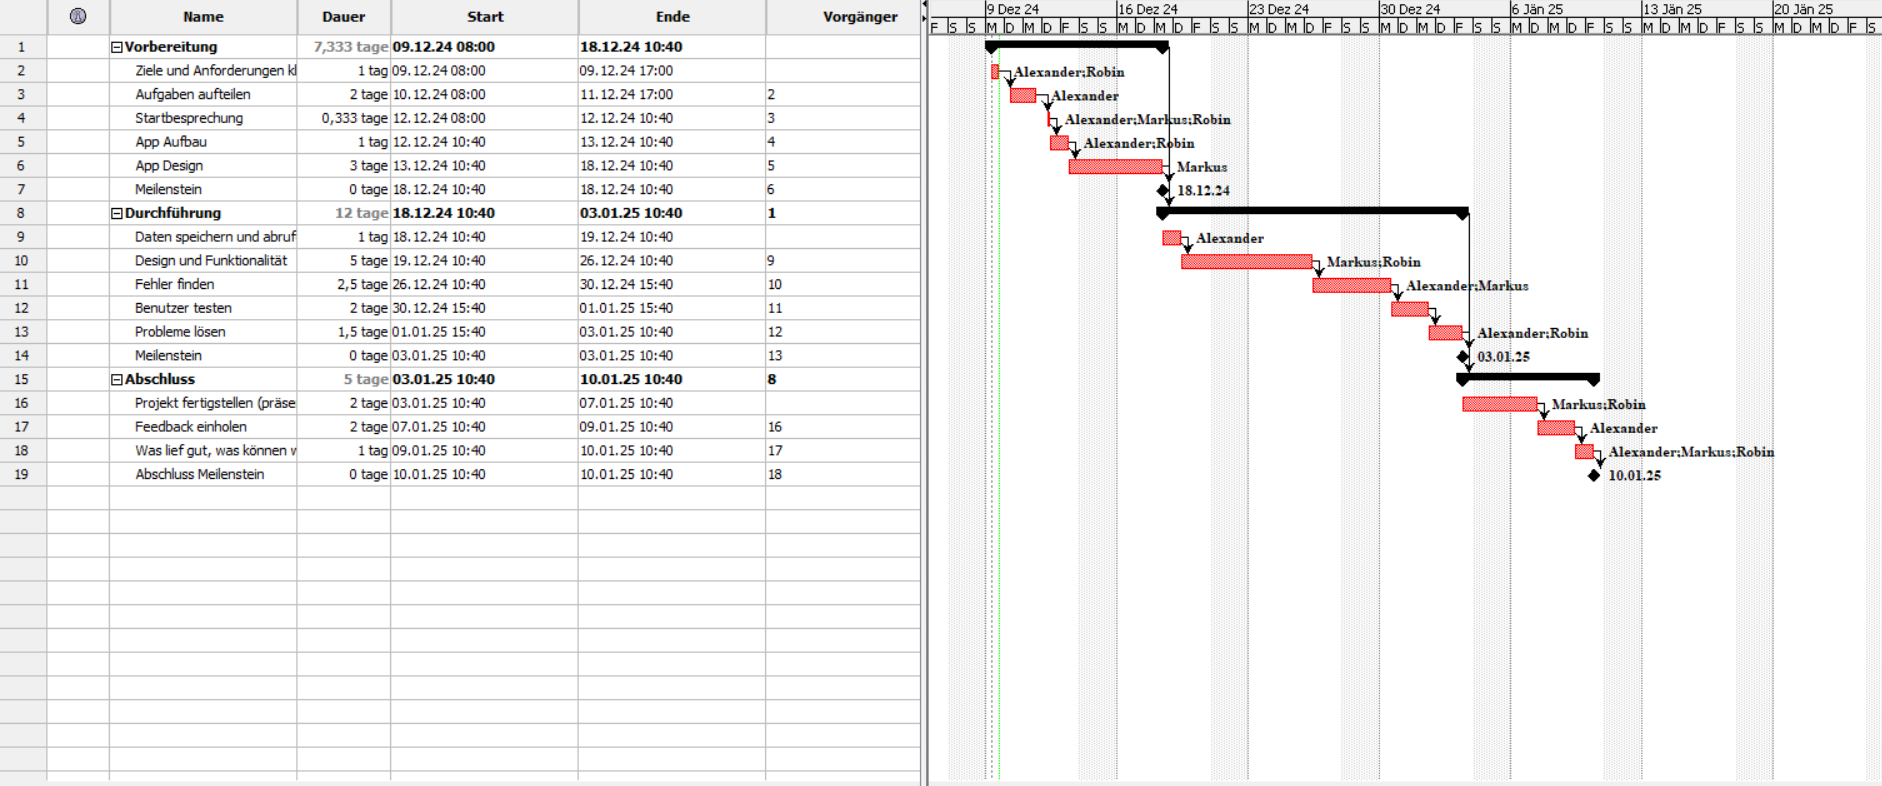 Name Dauer Start Ende Vorgänger
9 Dez 24 16 Dez 24 23 Dez 24 30 Dez 24 6 Jän 25 13 Jän 25 20 Jän 25
F S S M D M D F S S M D M D F S S M D M D F S S M D M D F S S M D M D F S S M D M D F S S M D M D F S
1 Vorbereitung 7,333 tage 09.12.24 08:00 18.12.24 10:40
2 Ziele und Anforderungen kl 1 tag 09.12.24 08:00 09.12.24 17:00 Alexander;Robin
3 Aufgaben aufteilen 2 tage 10.12.24 08:00 11.12.24 17:00 2 Alexander
4 Startbesprechung 0,333 tage 12.12.24 08:00 12.12.24 10:40 3 Alexander;Markus;Robin
5 App Aufbau 1 tag 12.12.24 10:40 13.12.24 10:40 4 Alexander;Robin
6 App Design 3 tage 13.12.24 10:40 18.12.24 10:40 5 Markus
7 Meilenstein 0 tage 18.12.24 10:40 18.12.24 10:40 6 18.12.24
8 Durchführung 12 tage 18.12.24 10:40 03.01.25 10:40 1
9 Daten speichern und abruf 1 tag 18.12.24 10:40 19.12.24 10:40 Alexander
10 Design und Funktionalität 5 tage 19.12.24 10:40 26.12.24 10:40 9 Markus;Robin
11 Fehler finden 2,5 tage 26.12.24 10:40 30.12.24 15:40 10 Alexander;Markus
12 Benutzer testen 2 tage 30.12.24 15:40 01.01.25 15:40 11
13 Probleme lösen 1,5 tage 01.01.25 15:40 03.01.25 10:40 12 Alexander;Robin
14 Meilenstein 0 tage 03.01.25 10:40 03.01.25 10:40 13 03.01.25
15 Abschluss 5 tage 03.01.25 10:40 10.01.25 10:40 8
16 Projekt fertigstellen (präse 2 tage 03.01.25 10:40 07.01.25 10:40 Markus;Robin
17 Feedback einholen 2 tage 07.01.25 10:40 09.01.25 10:40 16 Alexander
18 Was lief gut, was können w 1 tag 09.01.25 10:40 10.01.25 10:40 17 Alexander;Markus;Robin
19 Abschluss Meilenstein 0 tage 10.01.25 10:40 10.01.25 10:40 18 10.01.25